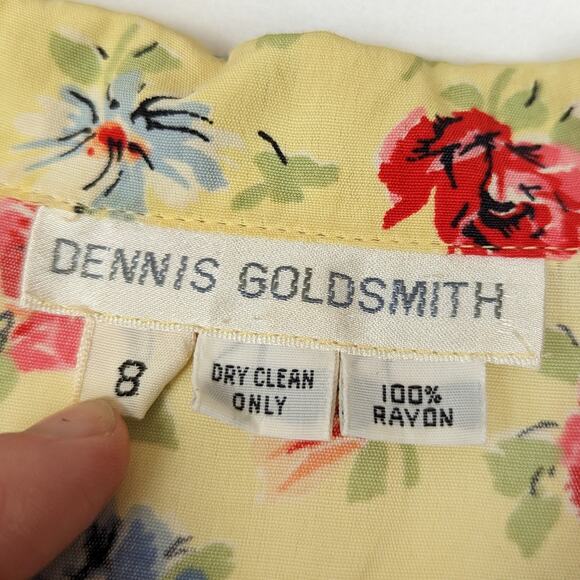 DENNIS GOLDSMITH
8
DRY CLEAN
ONLY
100%
RAYON